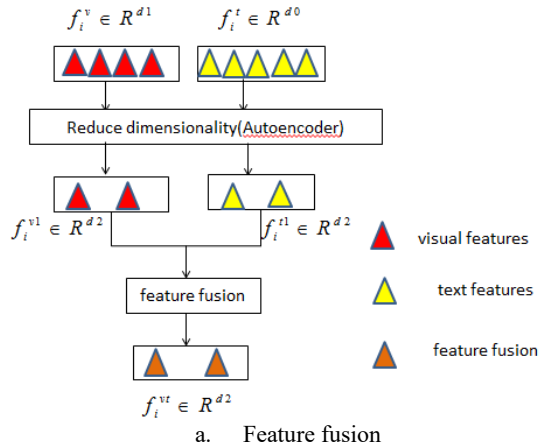 f_i^v ∈ R^{d1} f_i^t ∈ R^{d0}
Reduce dimensionality(Autoencoder)
f_i^{v1} ∈ R^{d2} f_i^{t1} ∈ R^{d2}
visual features
feature fusion
text features
feature fusion
f_i^{vt} ∈ R^{d2}
a. Feature fusion